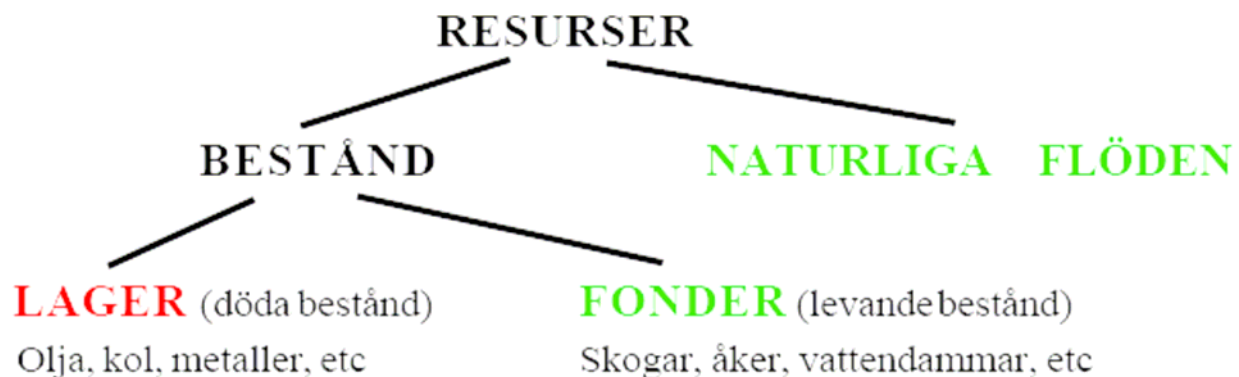 RESURSER
BESTÅND NATURLIGA FLÖDEN
LAGER (döda bestånd) FONDER (levande bestånd)
Olja, kol, metaller, etc Skogar, åker, vattendammar, etc